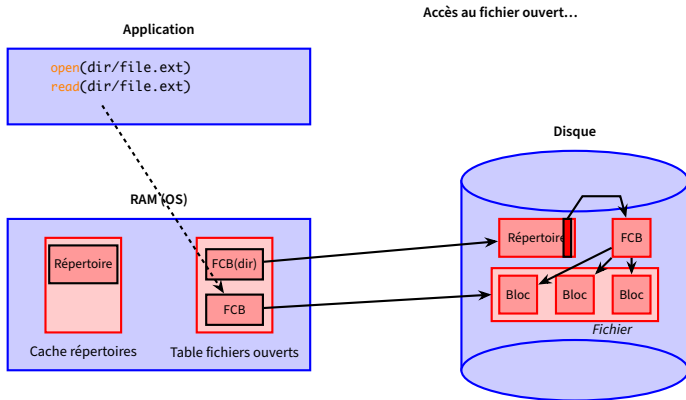 Accès au fichier ouvert…
Application
open(dir/file.ext)
read(dir/file.ext)
Disque
RAM (OS)
Répertoire
FCB
Répertoire
FCB(dir)
FCB
Bloc
Bloc
Bloc
Fichier
Cache répertoires
Table fichiers ouverts